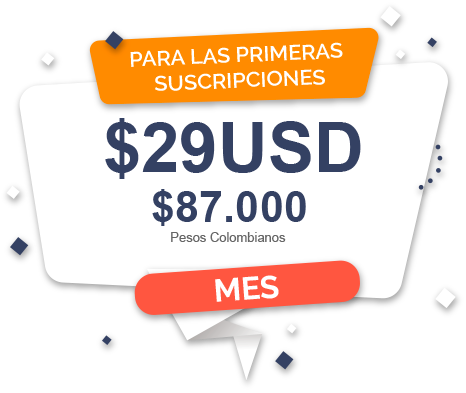 PARA LAS PRIMERAS
SUSCRIPCIONES
$29USD
$87.000
Pesos Colombianos
MES